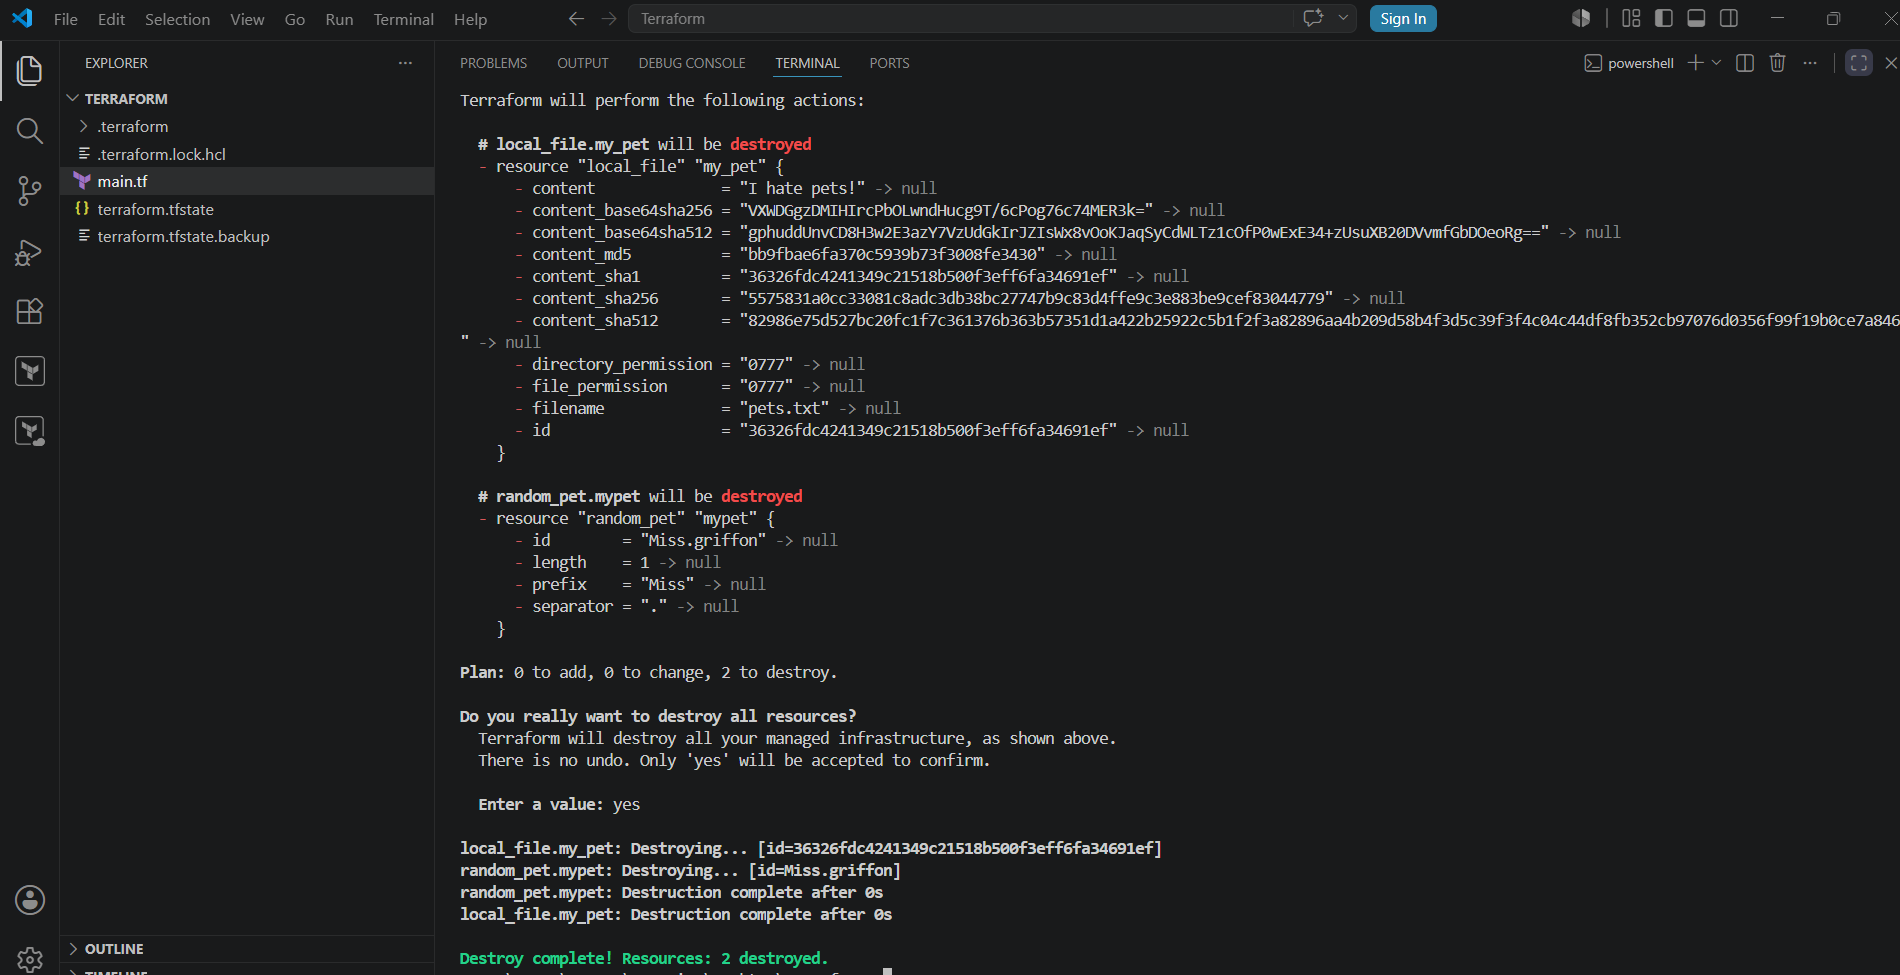 File Edit Selection View Go Run Terminal Help
Terraform
Sign In
EXPLORER
TERRAFORM
.terraform
.terraform.lock.hcl
main.tf
terraform.tfstate
terraform.tfstate.backup
OUTLINE
TIMELINE
PROBLEMS OUTPUT DEBUG CONSOLE TERMINAL PORTS
powershell
Terraform will perform the following actions:
# local_file.my_pet will be destroyed
- resource "local_file" "my_pet" {
- content = "I hate pets!" -> null
- content_base64sha256 = "VXWDGgzDMIHIrcPbOLwndHucg9T/6cPog76c74MER3k=" -> null
- content_base64sha512 = "gphuddUnvCD8H3w2E3azY7VzUdGkIrJZIsWx8vOoKJaqSyCdWLTz1cOfP0wExE34+zUsuXB20DVvmfGbDOeoRg==" -> null
- content_md5 = "bb9fbae6fa370c5939b73f3008fe3430" -> null
- content_sha1 = "36326fdc4241349c21518b500f3eff6fa34691ef" -> null
- content_sha256 = "5575831a0cc33081c8adc3db38bc27747b9c83d4ffe9c3e883be9cef83044779" -> null
- content_sha512 = "82986e75d527bc20fc1f7c361376b363b57351d1a422b25922c5b1f2f3a82896aa4b209d58b4f3d5c39f3f4c04c44df8fb352cb97076d0356f99f19b0ce7a846
" -> null
- directory_permission = "0777" -> null
- file_permission = "0777" -> null
- filename = "pets.txt" -> null
- id = "36326fdc4241349c21518b500f3eff6fa34691ef" -> null
}
# random_pet.mypet will be destroyed
- resource "random_pet" "mypet" {
- id = "Miss.griffon" -> null
- length = 1 -> null
- prefix = "Miss" -> null
- separator = "." -> null
}
Plan: 0 to add, 0 to change, 2 to destroy.
Do you really want to destroy all resources?
Terraform will destroy all your managed infrastructure, as shown above.
There is no undo. Only 'yes' will be accepted to confirm.
Enter a value: yes
local_file.my_pet: Destroying... [id=36326fdc4241349c21518b500f3eff6fa34691ef]
random_pet.mypet: Destroying... [id=Miss.griffon]
random_pet.mypet: Destruction complete after 0s
local_file.my_pet: Destruction complete after 0s
Destroy complete! Resources: 2 destroyed.